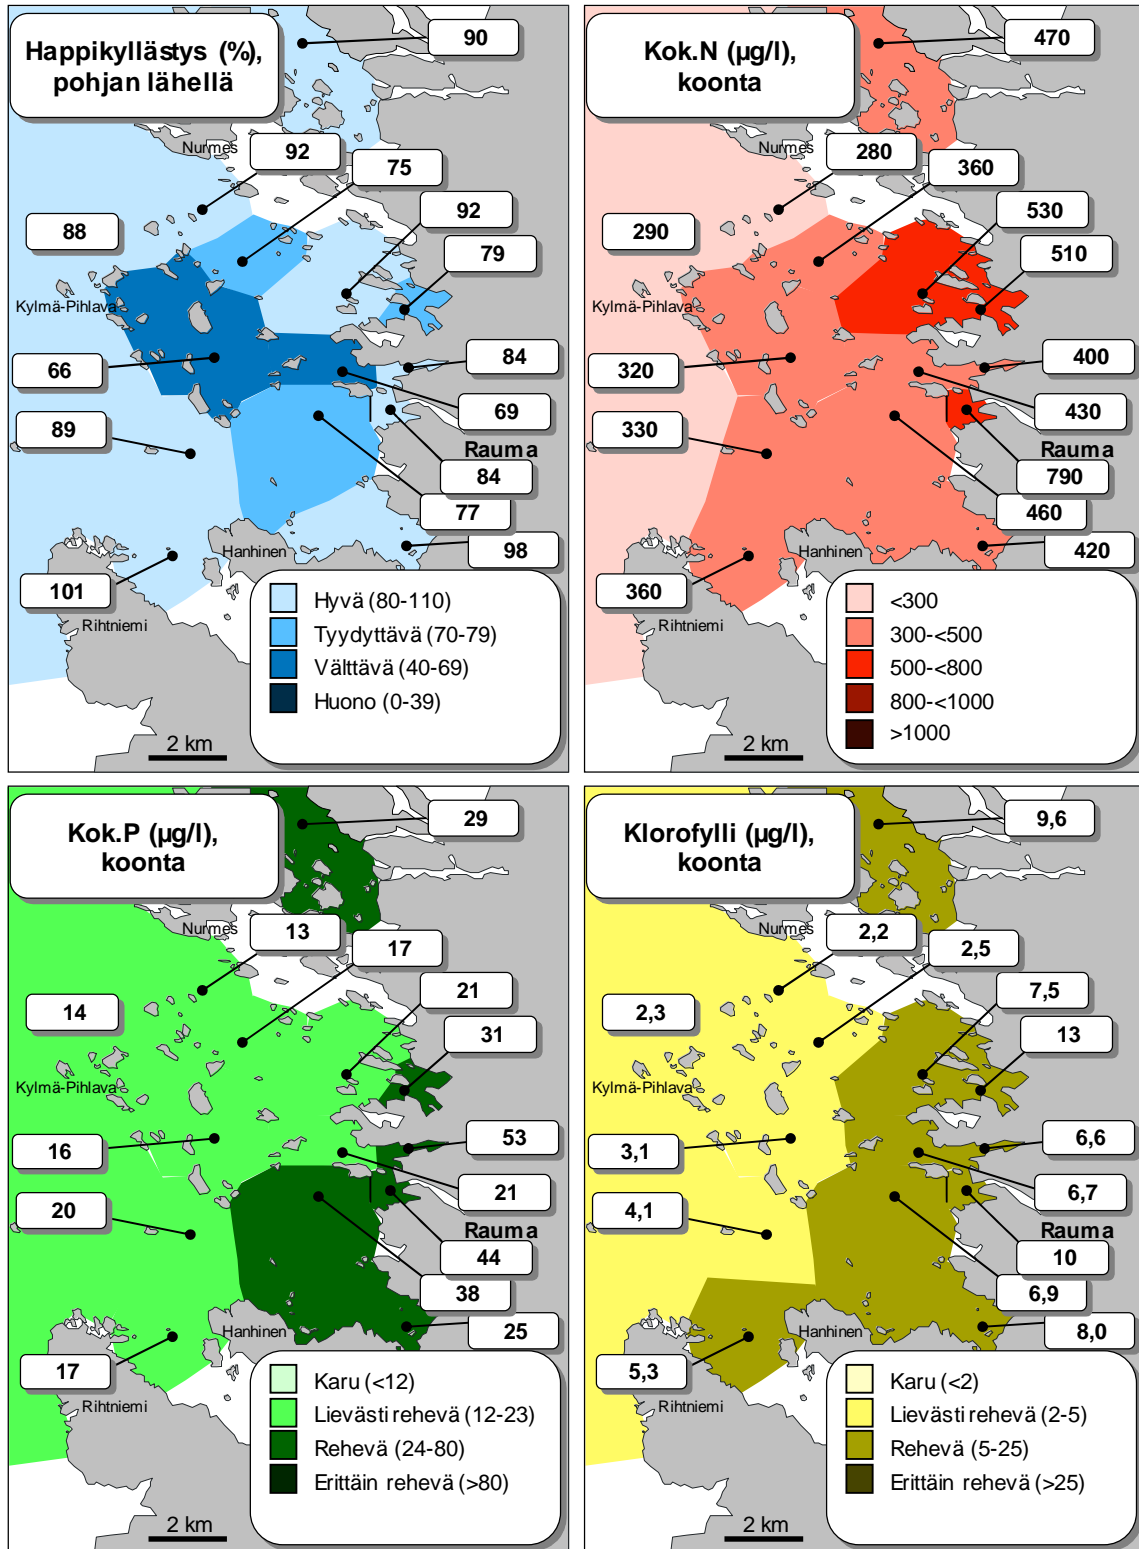 Happikyllästys (%),
pohjan lähellä
90
Nurmes
92
75
88
92
79
Kylmä-Pihlava
66
84
69
89
Rauma
84
77
Hanhinen
98
101
Rihtniemi
Hyvä (80-110)
Tyydyttävä (70-79)
Välttävä (40-69)
Huono (0-39)
2 km
Kok.N (µg/l),
koonta
470
Nurmes
280
360
290
530
510
Kylmä-Pihlava
320
400
430
330
Rauma
790
460
Hanhinen
420
360
Rihtniemi
<300
300-<500
500-<800
800-<1000
>1000
2 km
Kok.P (µg/l),
koonta
29
Nurmes
13
17
14
21
31
Kylmä-Pihlava
16
53
21
20
Rauma
44
38
Hanhinen
25
17
Rihtniemi
Karu (<12)
Lievästi rehevä (12-23)
Rehevä (24-80)
Erittäin rehevä (>80)
2 km
Klorofylli (µg/l),
koonta
9,6
Nurmes
2,2
2,5
2,3
7,5
13
Kylmä-Pihlava
3,1
6,6
6,7
4,1
Rauma
10
6,9
Hanhinen
8,0
5,3
Rihtniemi
Karu (<2)
Lievästi rehevä (2-5)
Rehevä (5-25)
Erittäin rehevä (>25)
2 km